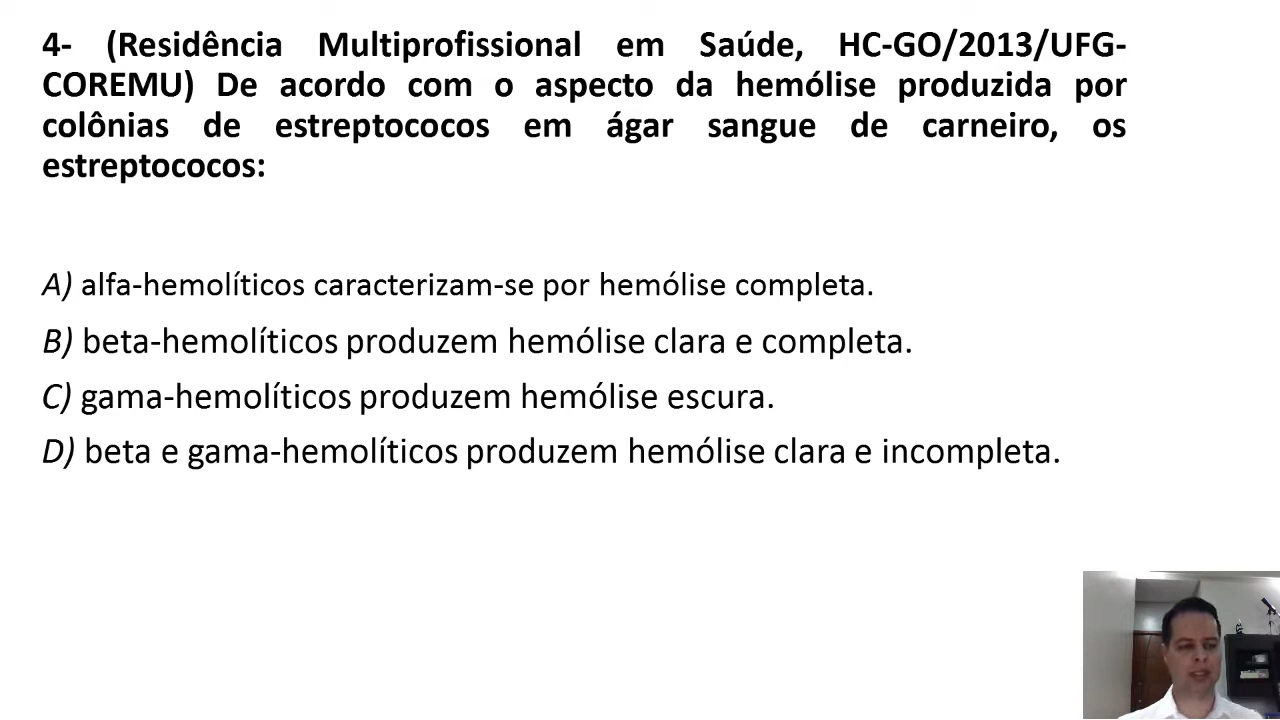 4- (Residência Multiprofissional em Saúde, HC-GO/2013/UFG-
COREMU) De acordo com o aspecto da hemólise produzida por
colônias de estreptococos em ágar sangue de carneiro, os
estreptococos:
A) alfa-hemolíticos caracterizam-se por hemólise completa.
B) beta-hemolíticos produzem hemólise clara e completa.
C) gama-hemolíticos produzem hemólise escura.
D) beta e gama-hemolíticos produzem hemólise clara e incompleta.